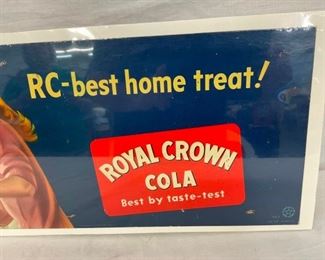 RC-best home treat!
ROYAL CROWN
COLA
Best by taste-test